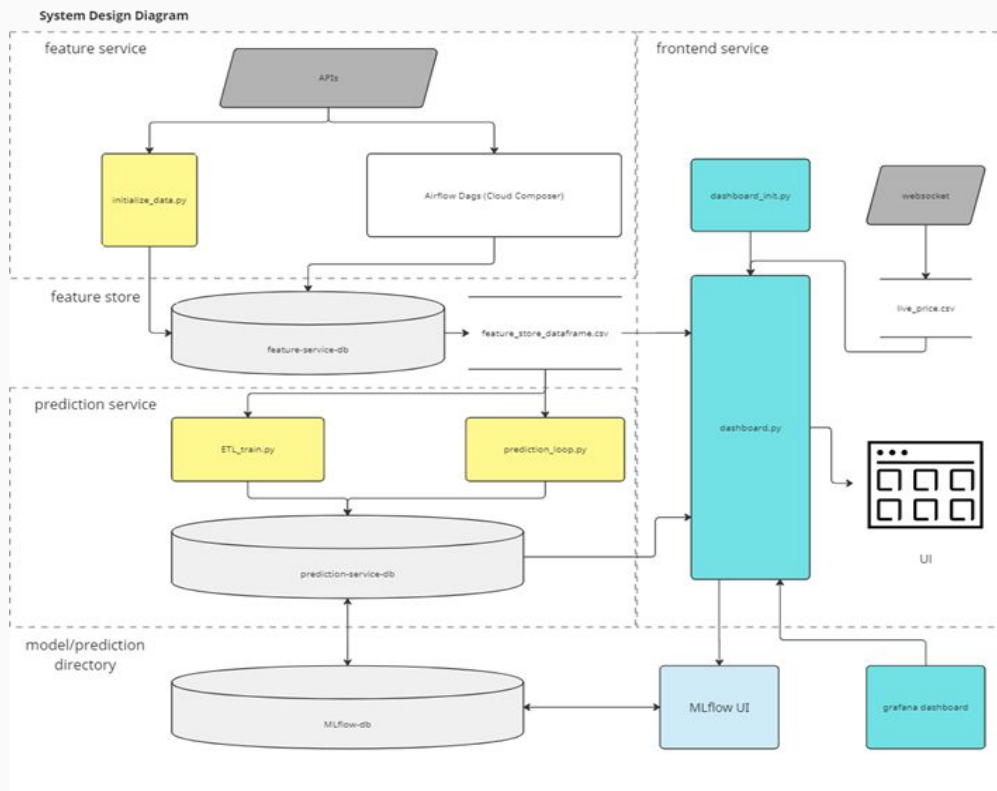 System Design Diagram
feature service
frontend service
APIs
initialize_data.py
Airflow Dags (Cloud Composer)
dashboard_init.py
websocket
feature store
feature-service-db
feature_store_dataframe.csv
live_price.csv
prediction service
ETL_train.py
prediction_loop.py
dashboard.py
UI
prediction-service-db
model/prediction
directory
MLflow-db
MLflow UI
grafana dashboard